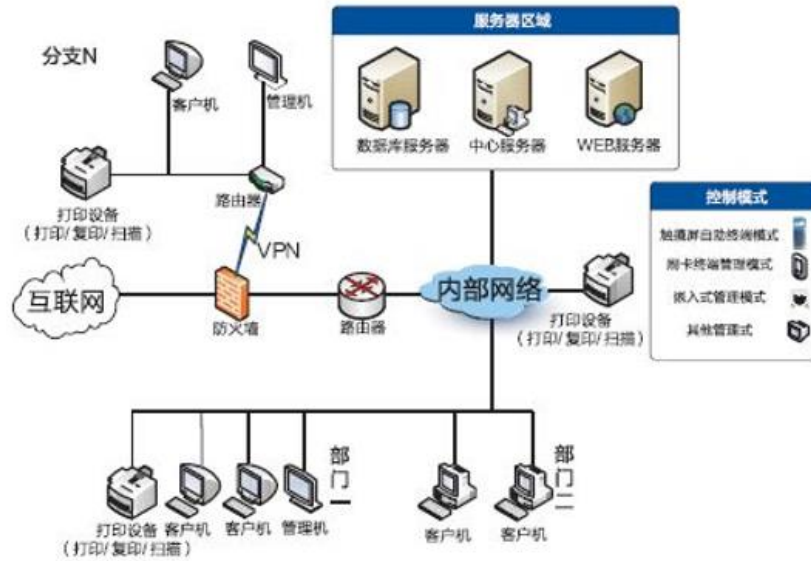 服务器区域
分支N
客户机
管理机
数据库服务器
中心服务器
WEB服务器
路由器
打印设备
(打印/复印/扫描)
控制模式
触摸屏自助终端模式
刷卡终端管理模式
嵌入式管理模式
其他管理式
VPN
互联网
防火墙
路由器
内部网络
打印设备
(打印/复印/扫描)
部门一
部门二
打印设备
(打印/复印/扫描)
客户机
客户机
管理机
客户机
客户机